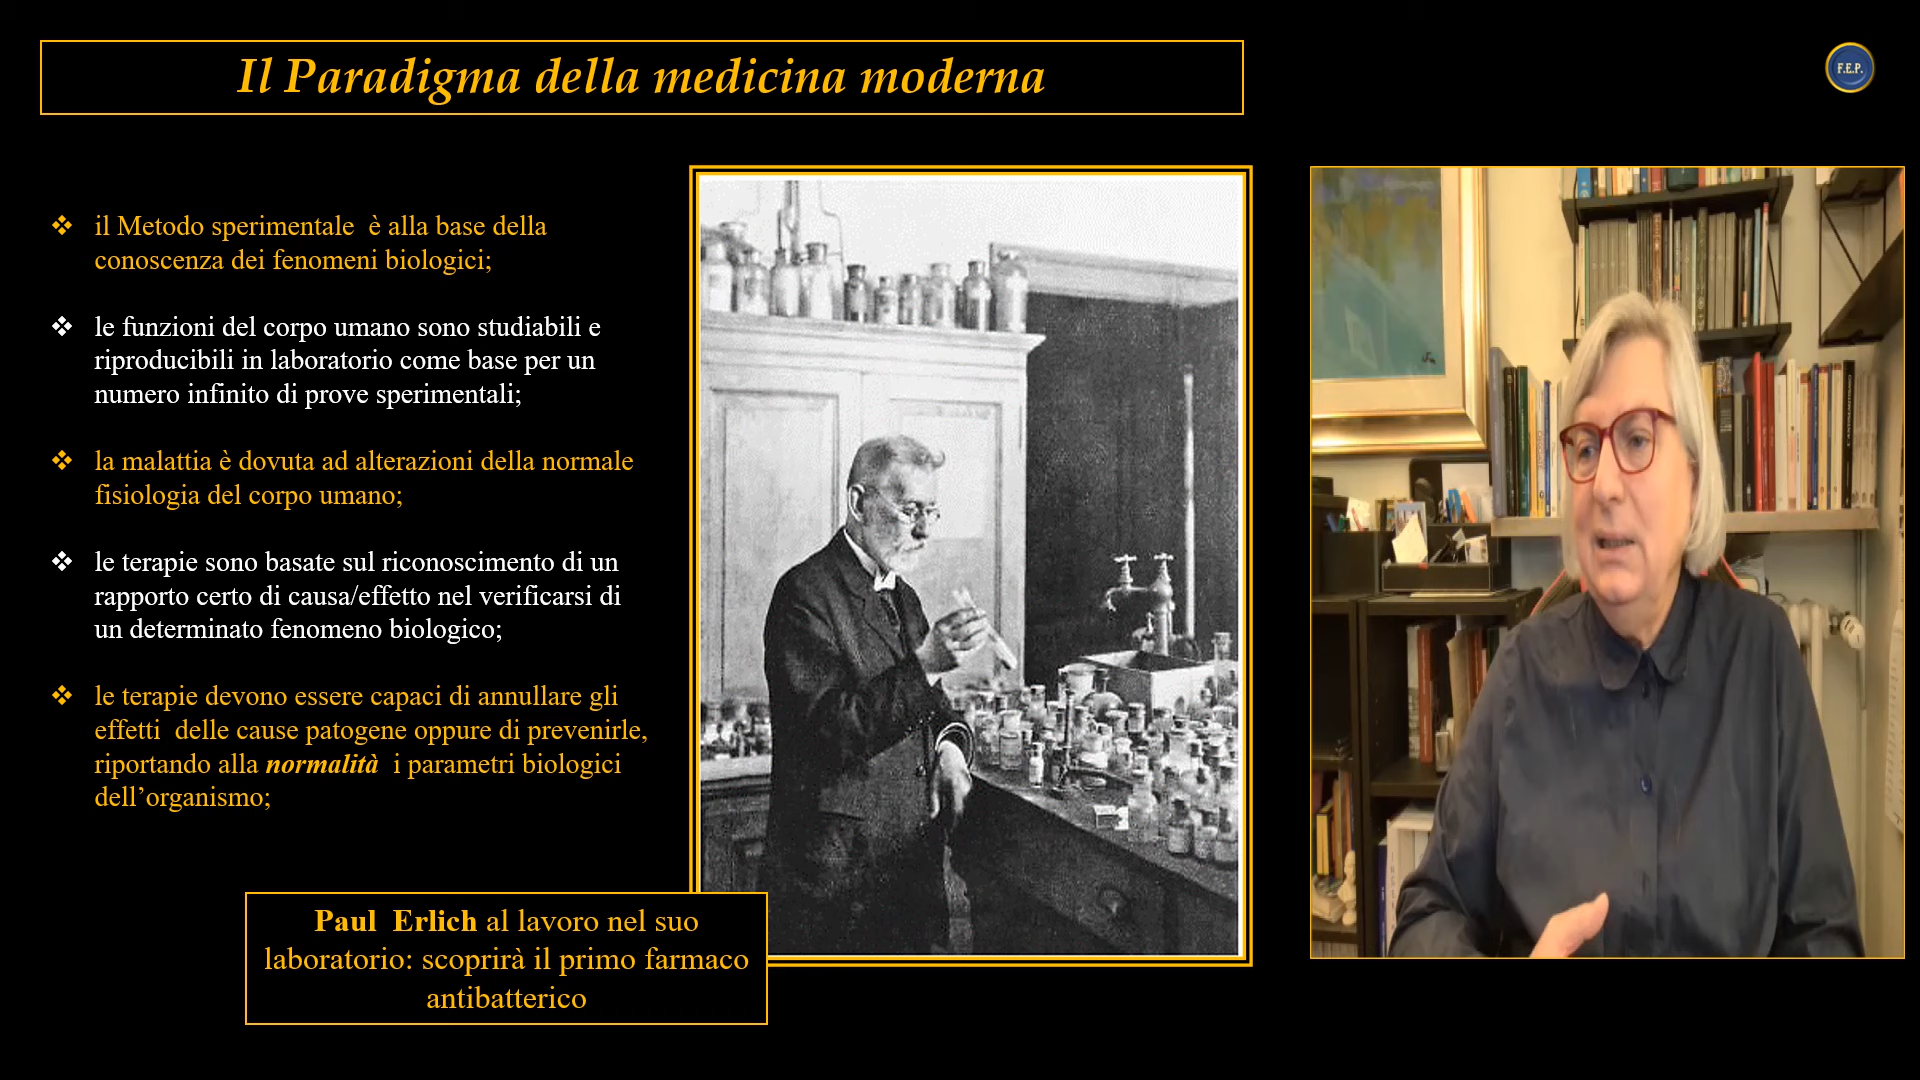 Il Paradigma della medicina moderna
F.E.P.
❖ il Metodo sperimentale è alla base della
conoscenza dei fenomeni biologici;
❖ le funzioni del corpo umano sono studiabili e
riproducibili in laboratorio come base per un
numero infinito di prove sperimentali;
❖ la malattia è dovuta ad alterazioni della normale
fisiologia del corpo umano;
❖ le terapie sono basate sul riconoscimento di un
rapporto certo di causa/effetto nel verificarsi di
un determinato fenomeno biologico;
❖ le terapie devono essere capaci di annullare gli
effetti delle cause patogene oppure di prevenirle,
riportando alla normalità i parametri biologici
dell’organismo;
Paul Erlich al lavoro nel suo
laboratorio: scoprirà il primo farmaco
antibatterico